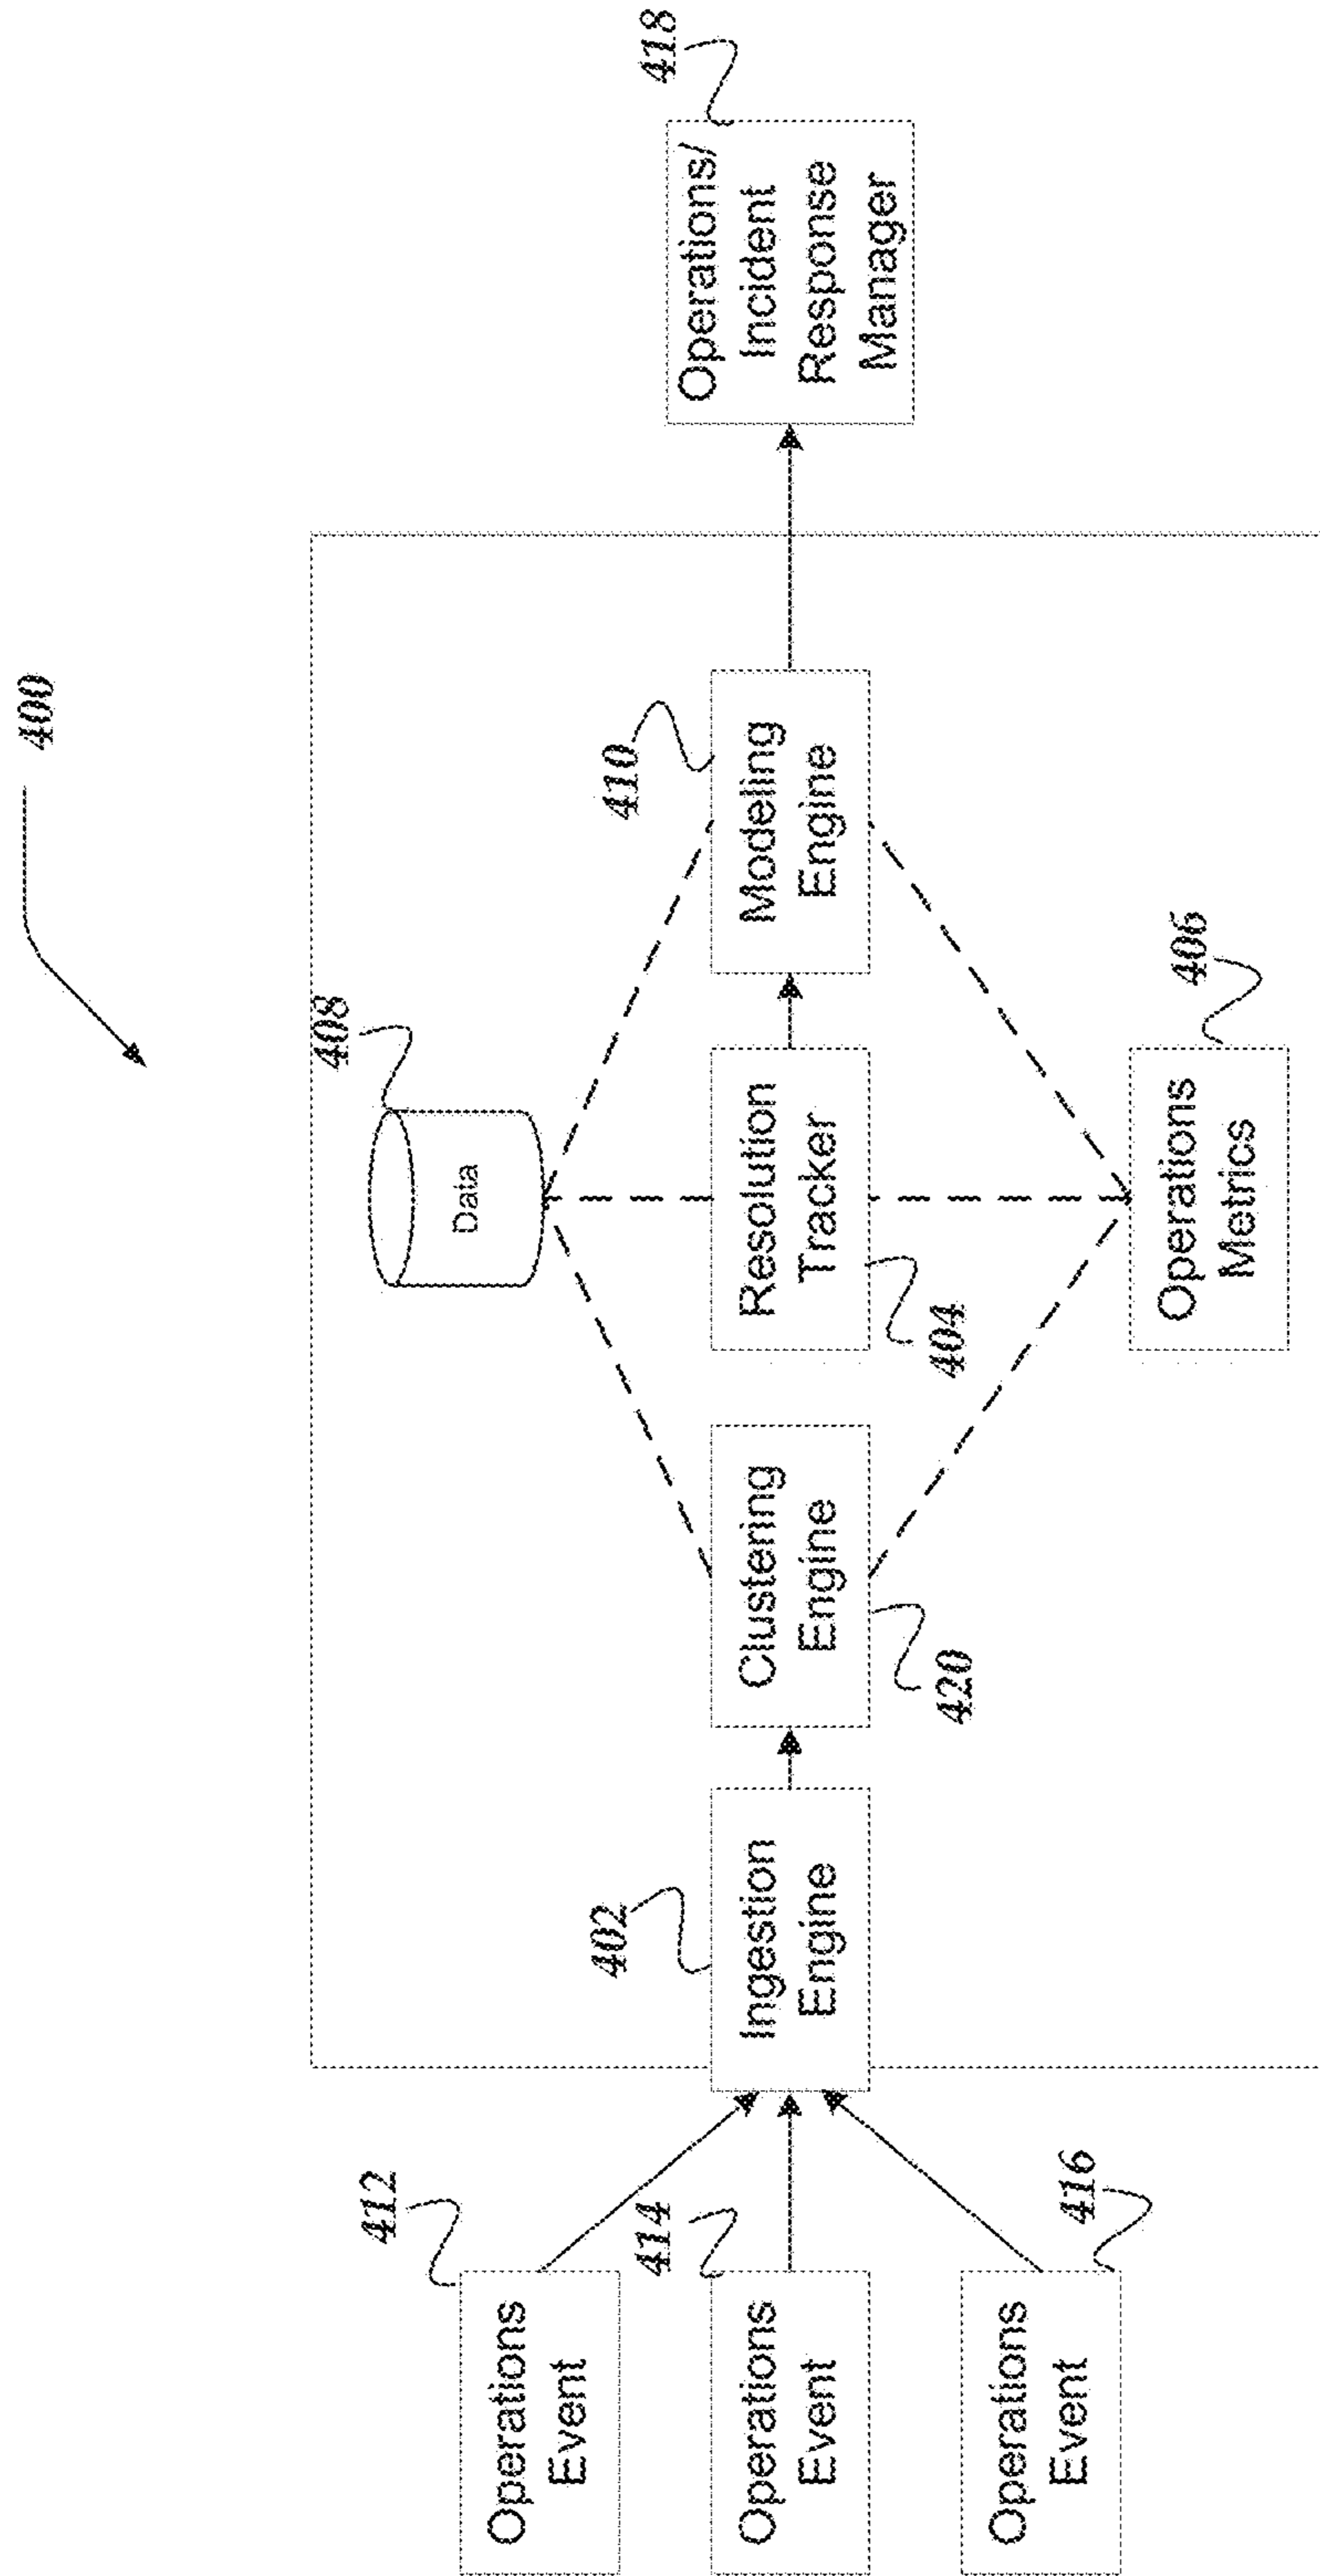 400
408
412
402
410
418
Operations
Event
414
Operations
Event
416
Operations
Event
Ingestion
Engine
Clustering
Engine
420
Data
Resolution
Tracker
404
Modeling
Engine
Operations
Metrics
406
Operations/
Incident
Response
Manager